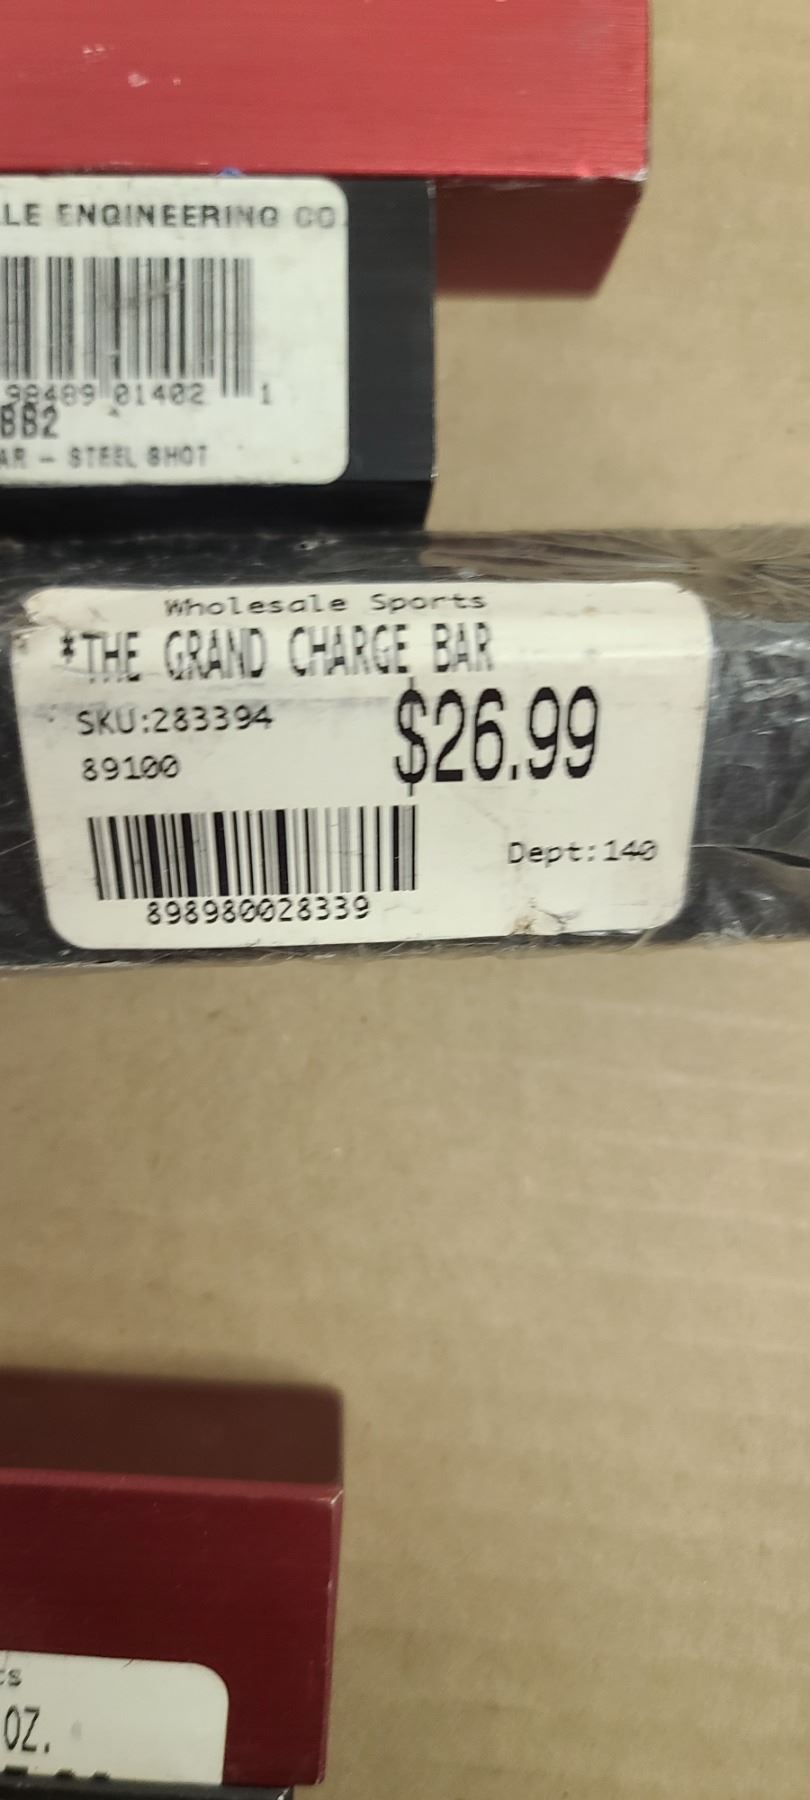 LE ENGINEERING CO
98489 01402 1
BB2
AR - STEEL SHOT
Wholesale Sports
*THE GRAND CHARGE BAR
SKU:283394
$26.99
89100
Dept:140
898980028339
ts
OZ.